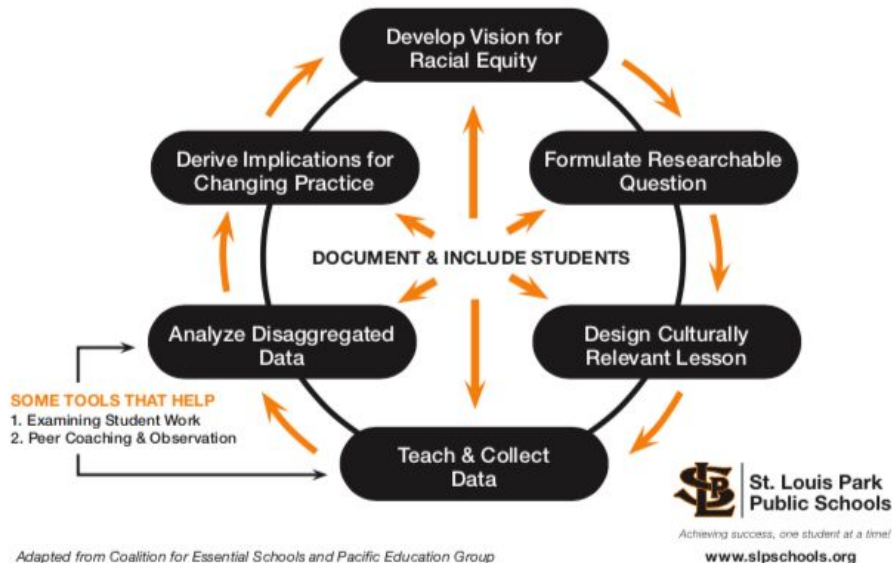 Develop Vision for
Racial Equity
Derive Implications for
Changing Practice
Formulate Researchable
Question
DOCUMENT & INCLUDE STUDENTS
Analyze Disaggregated
Data
Design Culturally
Relevant Lesson
SOME TOOLS THAT HELP
1. Examining Student Work
2. Peer Coaching & Observation
Teach & Collect
Data
SLP
St. Louis Park
Public Schools
Achieving success, one student at a time!
Adapted from Coalition for Essential Schools and Pacific Education Group
www.slpschools.org